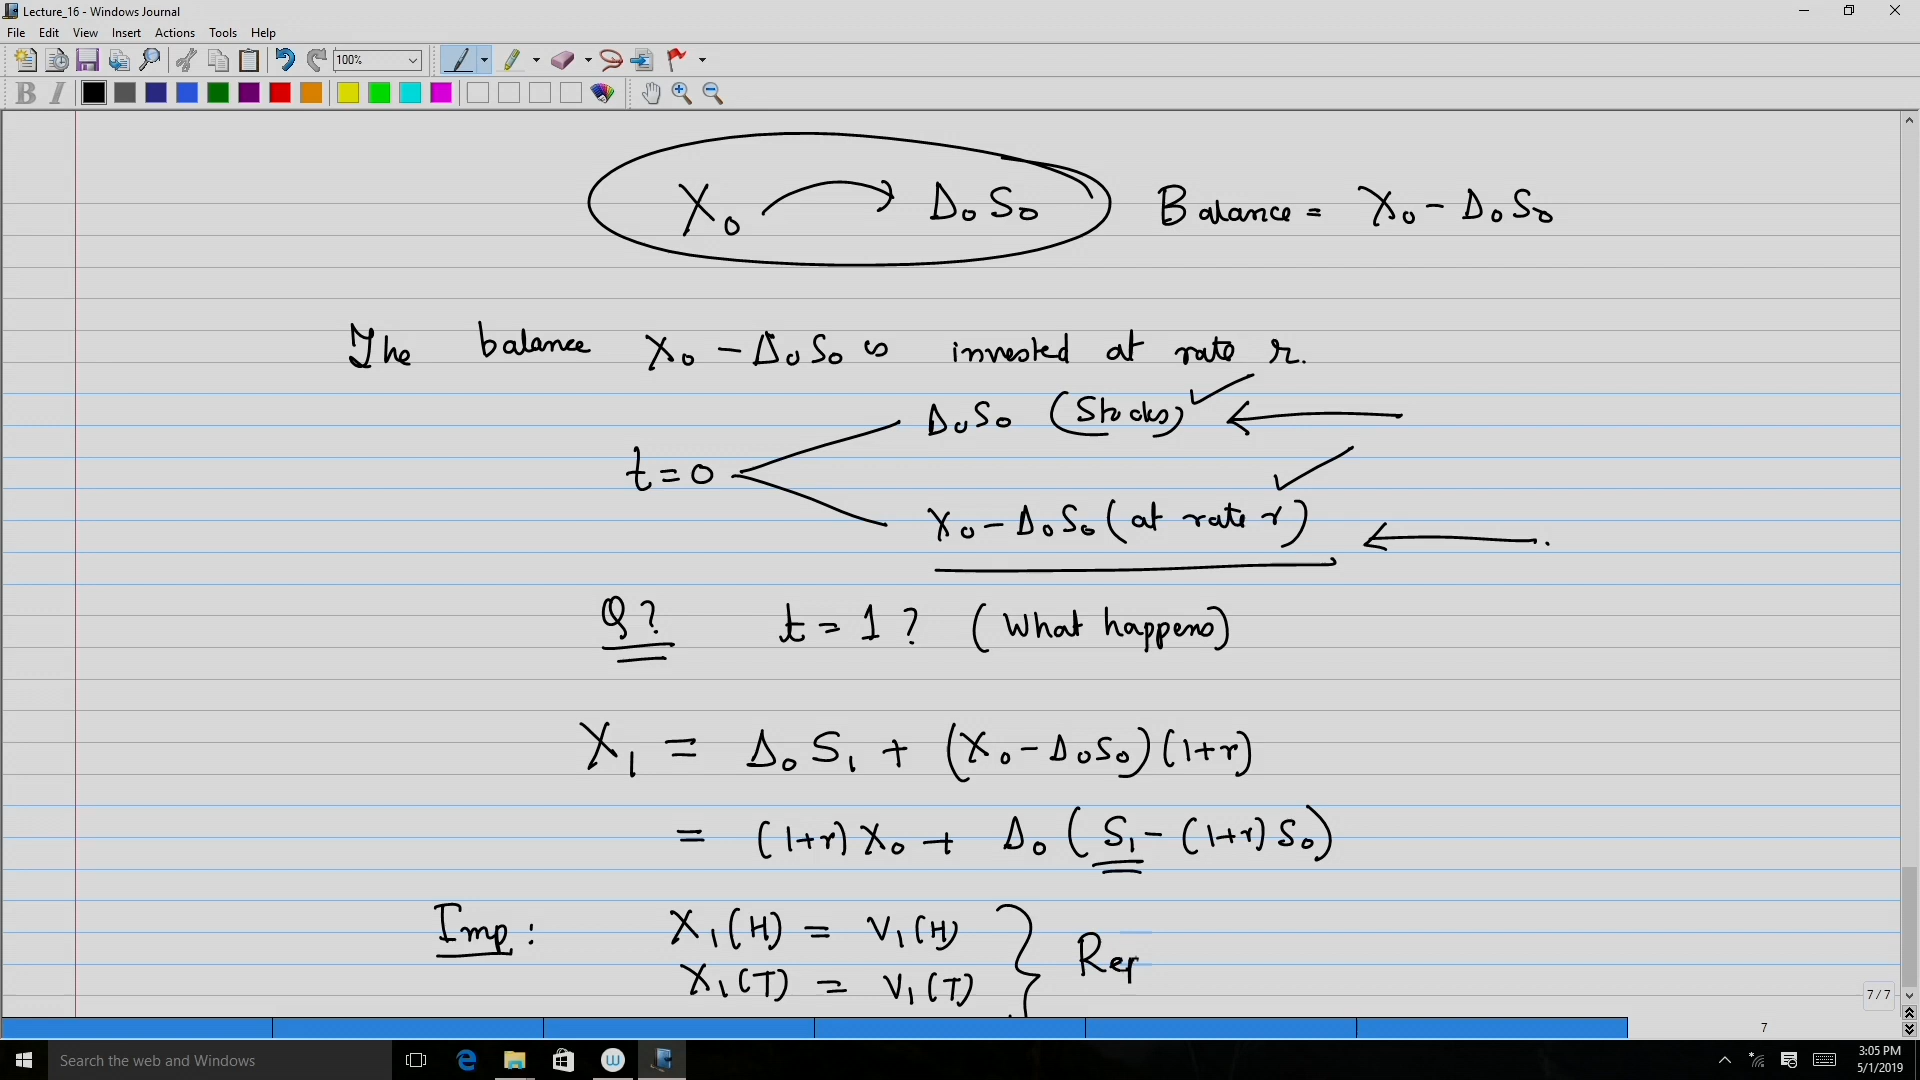 Lecture_16 - Windows Journal
File Edit View Insert Actions Tools Help
100%
B I
X₀ → Δ₀S₀ Balance = X₀ - Δ₀S₀
The balance X₀ - Δ₀S₀ is invested at rate r.
Δ₀S₀ (Stocks) ✓ ←
t = 0
X₀ - Δ₀S₀ (at rate r) ✓ ←
Q? t = 1 ? (What happens)
X₁ = Δ₀ S₁ + (X₀ - Δ₀S₀)(1+r)
= (1+r) X₀ + Δ₀ (S₁ - (1+r) S₀)
Imp : X₁(H) = V₁(H)
X₁(T) = V₁(T) } Rep
7 / 7
7
Search the web and Windows
3:05 PM
5/1/2019